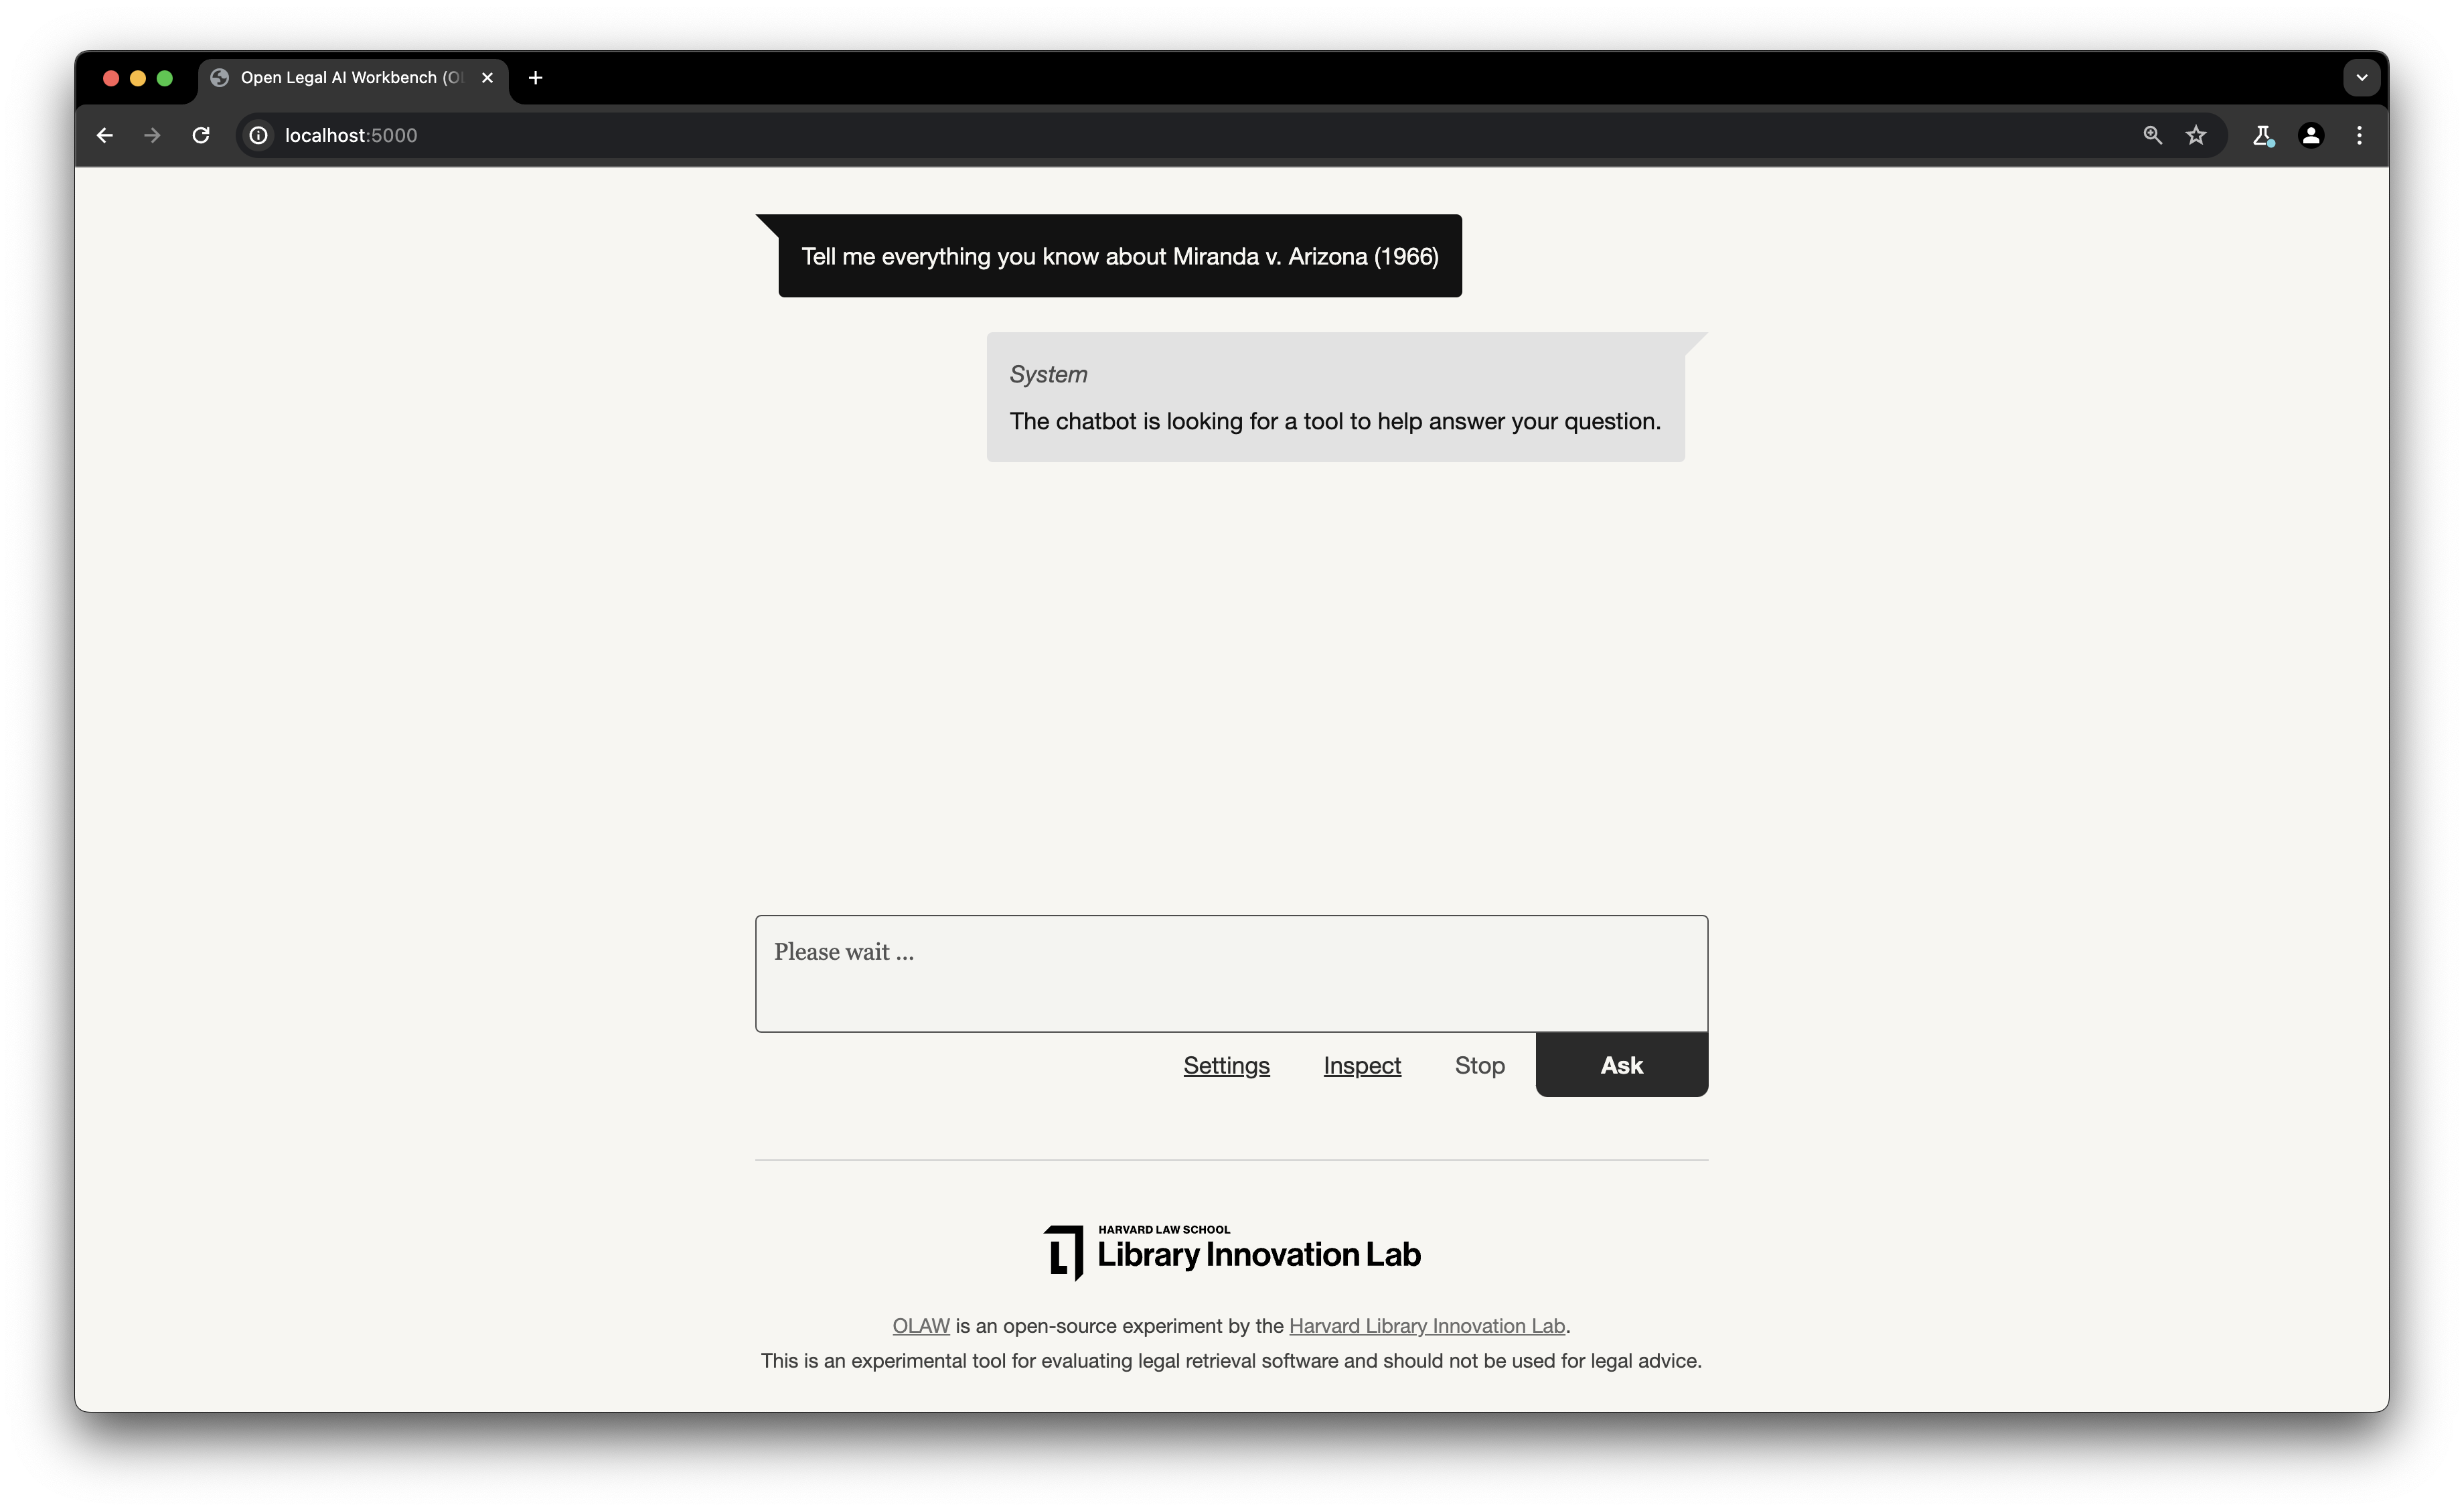 Open Legal AI Workbench (OL
localhost:5000
Tell me everything you know about Miranda v. Arizona (1966)
System
The chatbot is looking for a tool to help answer your question.
Please wait ...
Settings Inspect Stop Ask
HARVARD LAW SCHOOL
Library Innovation Lab
OLAW is an open-source experiment by the Harvard Library Innovation Lab.
This is an experimental tool for evaluating legal retrieval software and should not be used for legal advice.